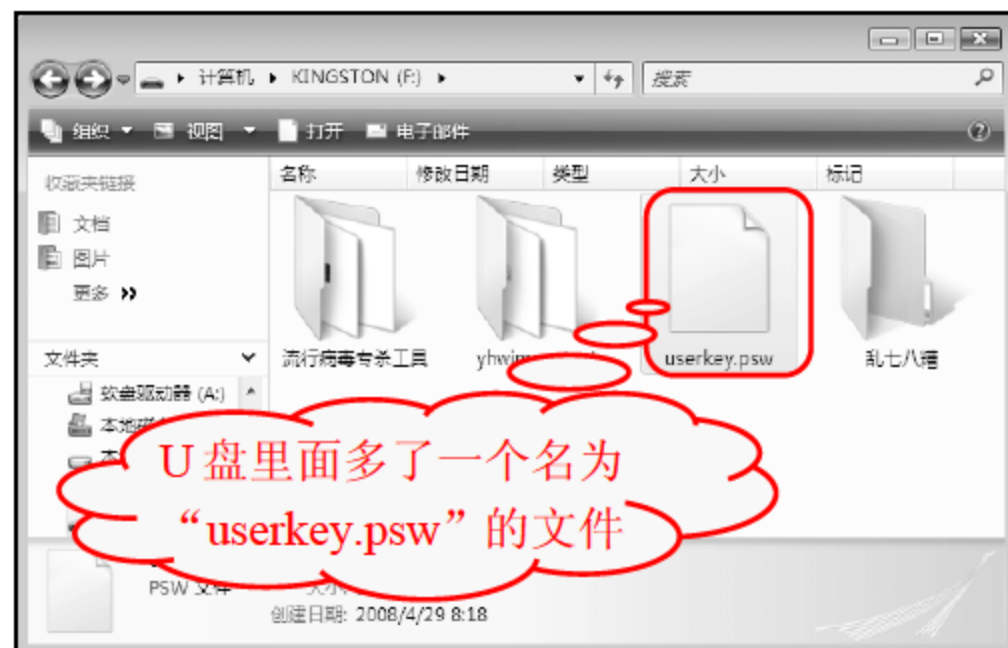 计算机 KINGSTON (F:)
搜索
组织 视图 打开 电子邮件
收藏夹链接
文档
图片
更多
文件夹
软盘驱动器 (A:)
名称 修改日期 类型 大小 标记
流行病毒专杀工具
userkey.psw
乱七八糟
U 盘里面多了一个名为
“userkey.psw”的文件
PSW 文件
创建日期: 2008/4/29 8:18